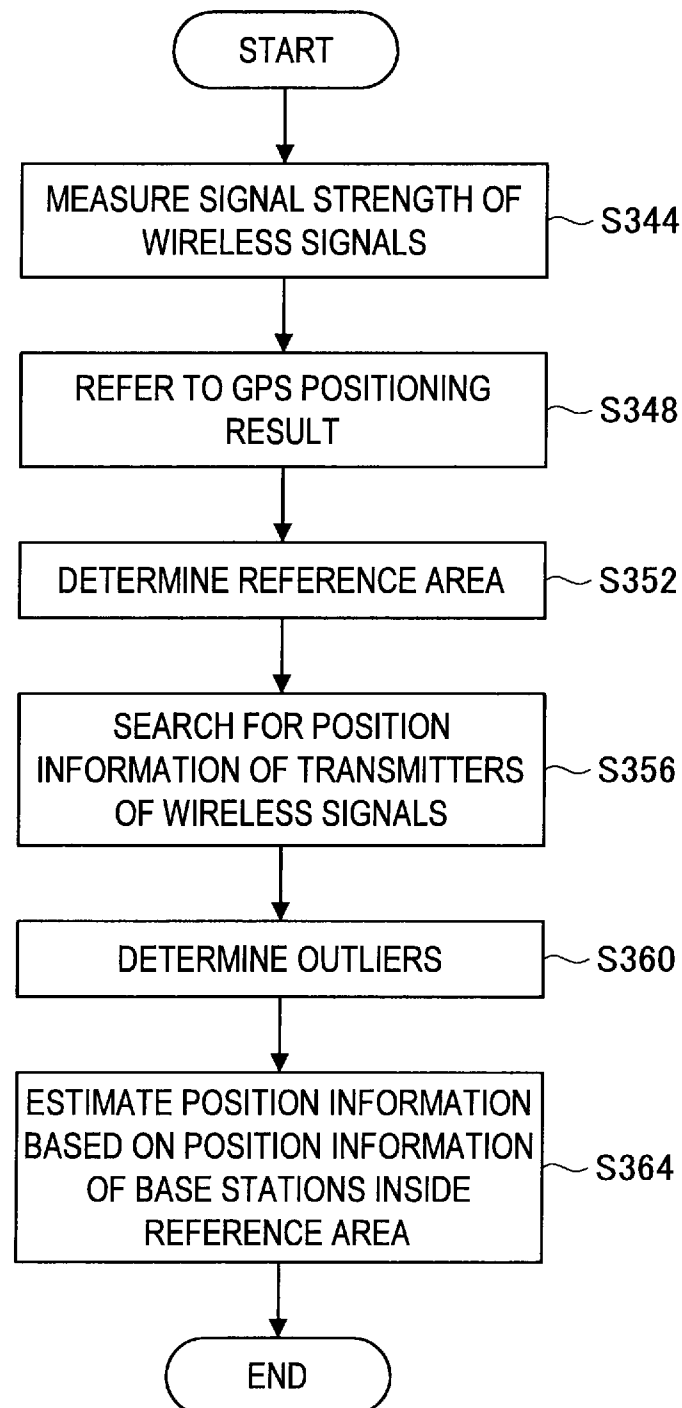 START
MEASURE SIGNAL STRENGTH OF
WIRELESS SIGNALS
S344
REFER TO GPS POSITIONING
RESULT
S348
DETERMINE REFERENCE AREA
S352
SEARCH FOR POSITION
INFORMATION OF TRANSMITTERS
OF WIRELESS SIGNALS
S356
DETERMINE OUTLIERS
S360
ESTIMATE POSITION INFORMATION
BASED ON POSITION INFORMATION
OF BASE STATIONS INSIDE
REFERENCE AREA
S364
END